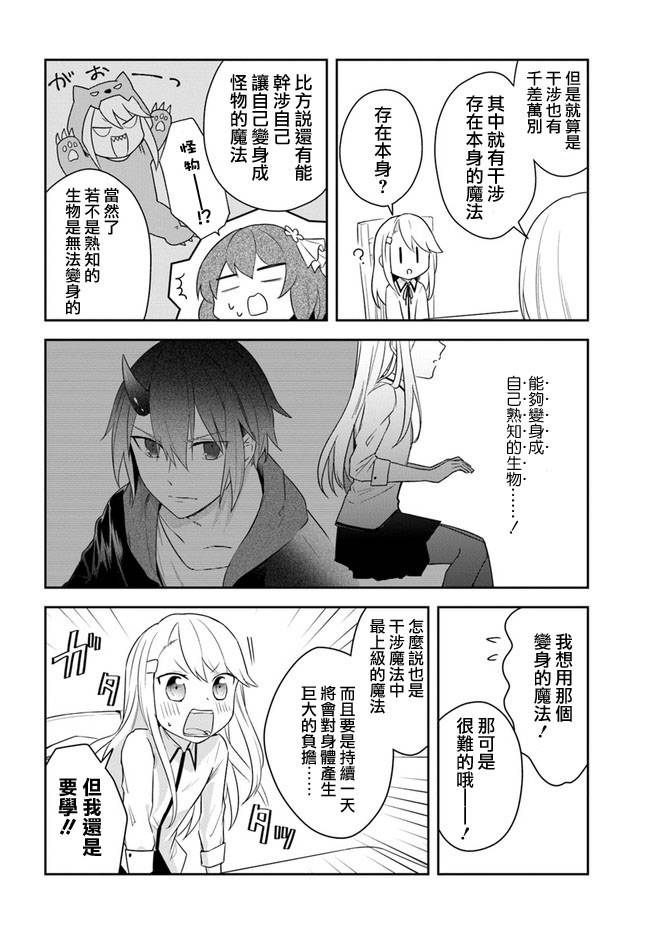 但是就算是
干涉也有
千差萬別
其中就有干涉
存在本身的魔法
存在本身?
?
比方說還有能
幹涉自己
讓自己變身成
怪物的魔法
がおー
怪物——!?
當然了
若不是熟知的
生物是無法變身的
能夠變身成
自己熟知的生物……!
我想用那個
變身的魔法!
那可是
很難的哦——!
怎麼說也是
干涉魔法中
最上級的魔法
而且要是持續一天
將會對身體產生
巨大的負擔……
ガタッ
ガタッ
但我還是
要學!!